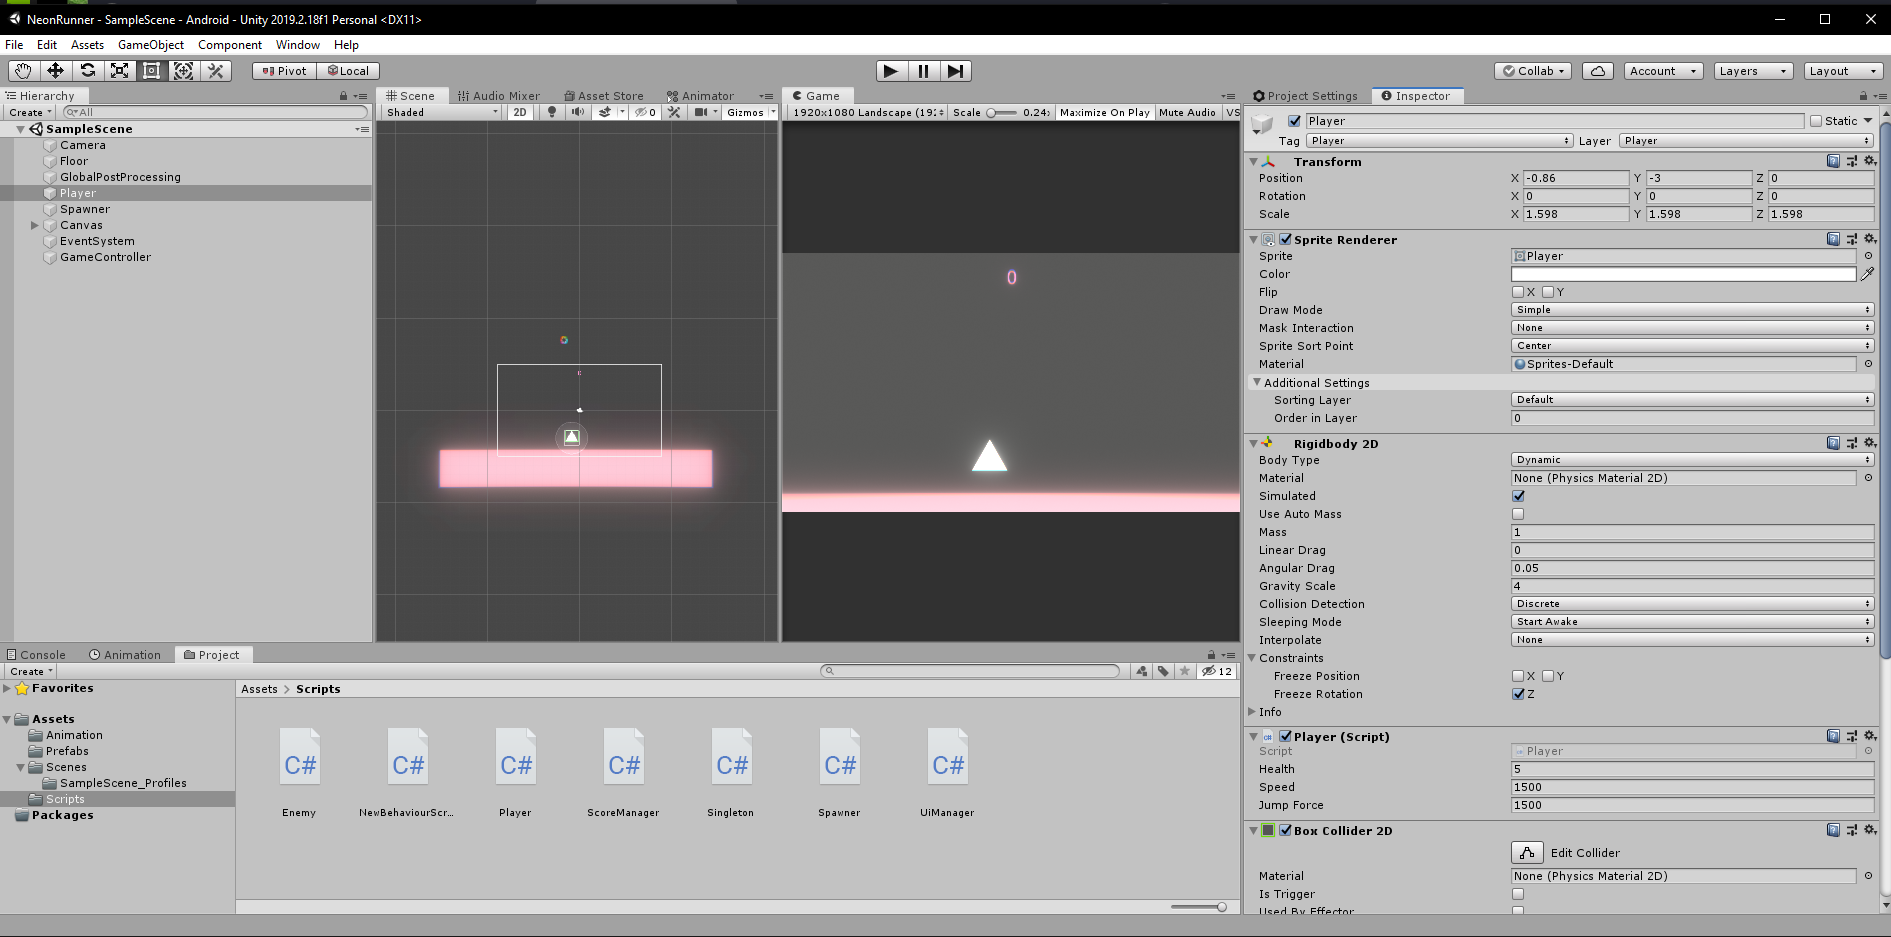 NeonRunner - SampleScene - Android - Unity 2019.2.18f1 Personal <DX11>
File Edit Assets GameObject Component Window Help
Pivot Local Collab Account Layers Layout
Hierarchy
Create All
SampleScene
Camera
Floor
GlobalPostProcessing
Player
Spawner
Canvas
EventSystem
GameController
Scene Audio Mixer Asset Store Animator
Shaded 2D 0 Gizmos
Game
1920x1080 Landscape (192 Scale 0.24 Maximize On Play Mute Audio VS
0
Project Settings Inspector
Player Static
Tag Player Layer Player
Transform
Position X -0.86 Y -3 Z 0
Rotation X 0 Y 0 Z 0
Scale X 1.598 Y 1.598 Z 1.598
Sprite Renderer
Sprite Player
Color
Flip X Y
Draw Mode Simple
Mask Interaction None
Sprite Sort Point Center
Material Sprites-Default
Additional Settings
Sorting Layer Default
Order in Layer 0
Rigidbody 2D
Body Type Dynamic
Material None (Physics Material 2D)
Simulated
Use Auto Mass
Mass 1
Linear Drag 0
Angular Drag 0.05
Gravity Scale 4
Collision Detection Discrete
Sleeping Mode Start Awake
Interpolate None
Constraints
Freeze Position X Y
Freeze Rotation Z
Info
Player (Script)
Script Player
Health 5
Speed 1500
Jump Force 1500
Box Collider 2D
Edit Collider
Material None (Physics Material 2D)
Is Trigger
Used By Effector
Console Animation Project
Create 12
Favorites
Assets
Animation
Prefabs
Scenes
SampleScene_Profiles
Scripts
Packages
Assets > Scripts
C# C# C# C# C# C# C#
Enemy NewBehaviourScr... Player ScoreManager Singleton Spawner UiManager